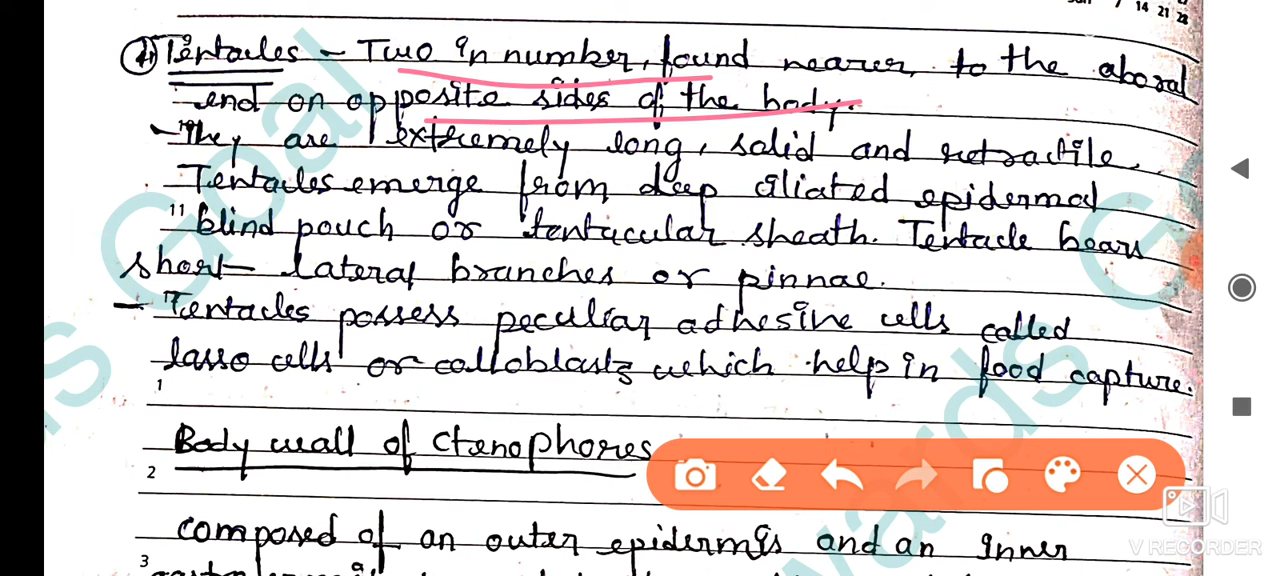 14 21 28
④ Tentacles - Two in number, found nearer to the aboral
end on opposite sides of the body.
- They are extremely long, solid and retractile.
Tentacles emerge from deep ciliated epidermal
11 blind pouch or tentacular sheath. Tentacle bears
short lateral branches or pinnae.
- Tentacles possess peculiar adhesive cells called
lasso cells or colloblasts which help in food capture.
1
Body wall of ctenophores
2
composed of an outer epidermis and an inner
3
V RECORDER